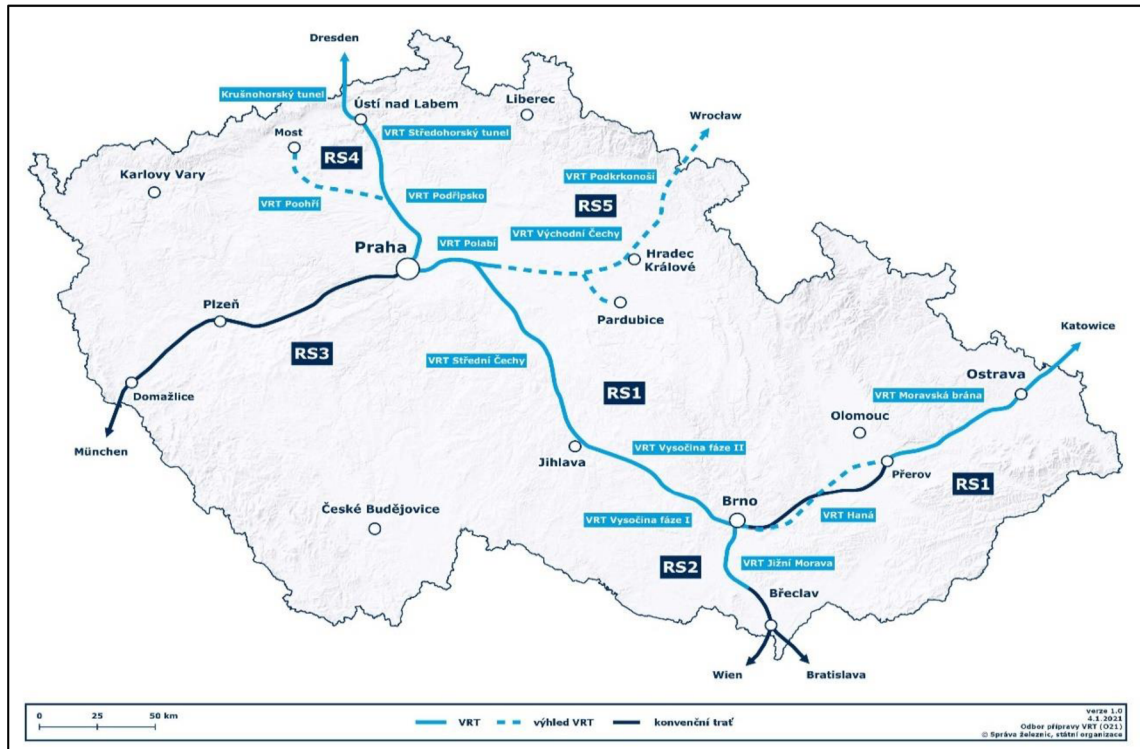 Dresden
Krušnohorský tunel
Ústí nad Labem
Liberec
VRT Středohorský tunel
Wrocław
Most
RS4
Karlovy Vary
VRT Podkrkonoší
VRT Poohří
VRT Podřipsko
RS5
VRT Východní Čechy
Praha
VRT Polabí
Hradec
Králové
Plzeň
Pardubice
Katowice
RS3
VRT Střední Čechy
Ostrava
Domažlice
RS1
VRT Moravská brána
Olomouc
München
Jihlava
VRT Vysočina fáze II
Přerov
RS1
České Budějovice
Brno
VRT Vysočina fáze I
VRT Haná
RS2
VRT Jižní Morava
Břeclav
Wien
Bratislava
0 25 50 km
VRT výhled VRT konvenční trať
verze 1.0
4.1.2021
Odbor přípravy VRT (O21)
© Správa železnic, státní organizace